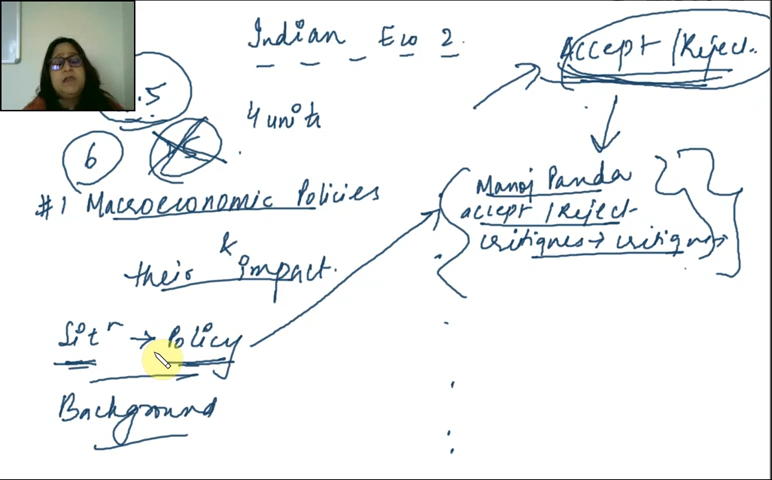 Indian Eco 2
Accept / Reject.
.5
4 units
6
#1 Macroeconomic Policies
&
their impact.
Sitⁿ → Policy
Background
Manoj Panda
accept / Reject
critiques → critique →